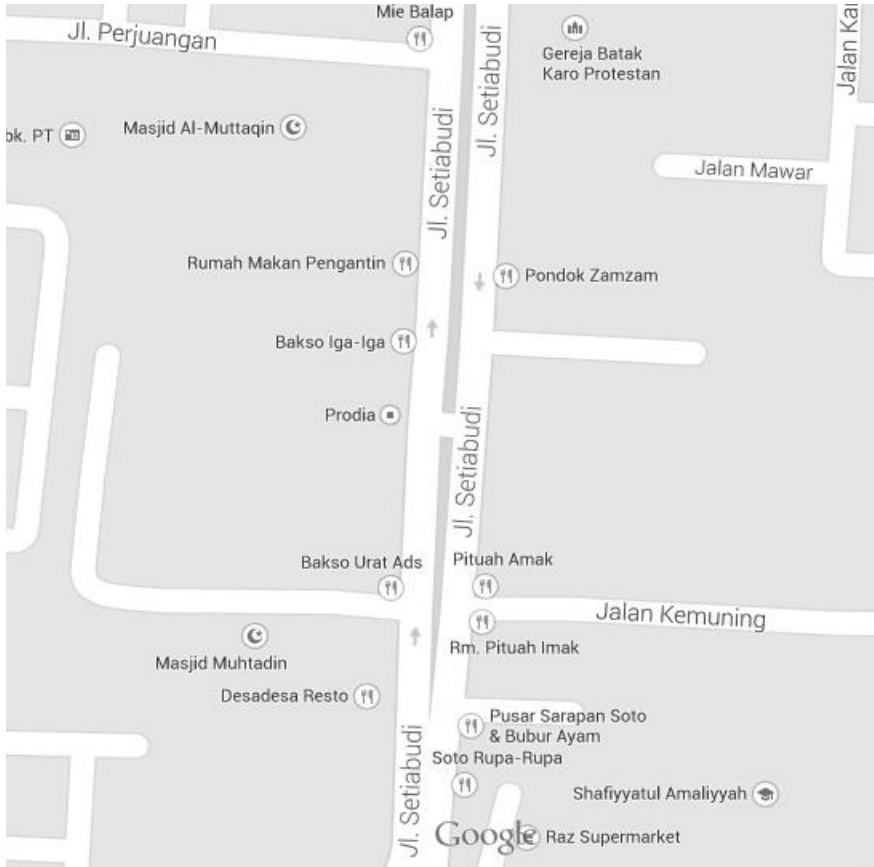 Mie Balap
Jl. Perjuangan
Gereja Batak
Karo Protestan
Jl. Setiabudi
Jl. Setiabudi
Masjid Al-Muttaqin
PT
Jalan
Jalan Mawar
Rumah Makan Pengantin
Pondok Zamzam
Bakso Iga-Iga
Prodia
Jl. Setiabudi
Bakso Urat Ads
Pituah Amak
Jalan Kemuning
Rm. Pituah Imak
Masjid Muhtadin
Desadesa Resto
Pusar Sarapan Soto
& Bubur Ayam
Soto Rupa-Rupa
Jl. Setiabudi
Shafiyyatul Amaliyyah
Google
Raz Supermarket